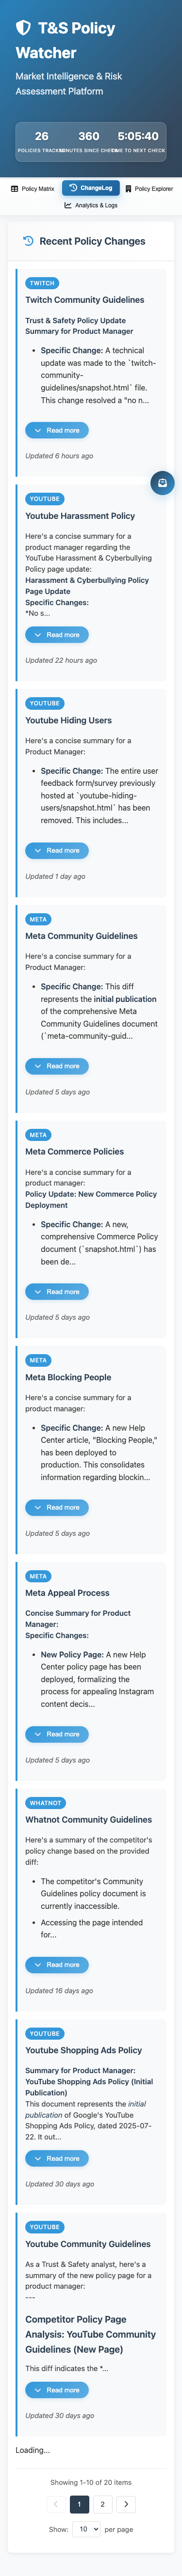 T&S Policy
Watcher
Market Intelligence & Risk
Assessment Platform
26
360
5:05:40
POLICIES TRACKED
MINUTES SINCE CHECK
TIME TO NEXT CHECK
Policy Matrix
ChangeLog
Policy Explorer
Analytics & Logs
Recent Policy Changes
TWITCH
Twitch Community Guidelines
Trust & Safety Policy Update
Summary for Product Manager
• Specific Change: A technical
update was made to the `twitch-
community-
guidelines/snapshot.html` file.
This change resolved a "no n...
Read more
Updated 6 hours ago
YOUTUBE
Youtube Harassment Policy
Here's a concise summary for a
product manager regarding the
YouTube Harassment & Cyberbullying
Policy page update:
Harassment & Cyberbullying Policy
Page Update
Specific Changes:
*No s...
Read more
Updated 22 hours ago
YOUTUBE
Youtube Hiding Users
Here's a concise summary for a
Product Manager:
• Specific Change: The entire user
feedback form/survey previously
hosted at `youtube-hiding-
users/snapshot.html` has been
removed. This includes...
Read more
Updated 1 day ago
META
Meta Community Guidelines
Here's a concise summary for a
Product Manager:
• Specific Change: This diff
represents the initial publication
of the comprehensive Meta
Community Guidelines document
(`meta-community-guid...
Read more
Updated 5 days ago
META
Meta Commerce Policies
Here's a concise summary for a
product manager:
Policy Update: New Commerce Policy
Deployment
• Specific Change: A new,
comprehensive Commerce Policy
document (`snapshot.html`) has
been de...
Read more
Updated 5 days ago
META
Meta Blocking People
Here's a concise summary for a
product manager:
• Specific Change: A new Help
Center article, "Blocking People,"
has been deployed to
production. This consolidates
information regarding blockin...
Read more
Updated 5 days ago
META
Meta Appeal Process
Concise Summary for Product
Manager:
Specific Changes:
• New Policy Page: A new Help
Center policy page has been
deployed, formalizing the
process for appealing Instagram
content decis...
Read more
Updated 5 days ago
WHATNOT
Whatnot Community Guidelines
Here's a summary of the competitor's
policy change based on the provided
diff:
• The competitor's Community
Guidelines policy document is
currently inaccessible.
• Accessing the page intended
for...
Read more
Updated 16 days ago
YOUTUBE
Youtube Shopping Ads Policy
Summary for Product Manager:
YouTube Shopping Ads Policy (Initial
Publication)
This document represents the initial
publication of Google's YouTube
Shopping Ads Policy, dated 2025-07-
22. It out...
Read more
Updated 30 days ago
YOUTUBE
Youtube Community Guidelines
As a Trust & Safety analyst, here's a
summary of the new policy page for a
product manager:
---
Competitor Policy Page
Analysis: YouTube Community
Guidelines (New Page)
This diff indicates the *...
Read more
Updated 30 days ago
Loading...
Showing 1-10 of 20 items
1
2
Show: 10 per page